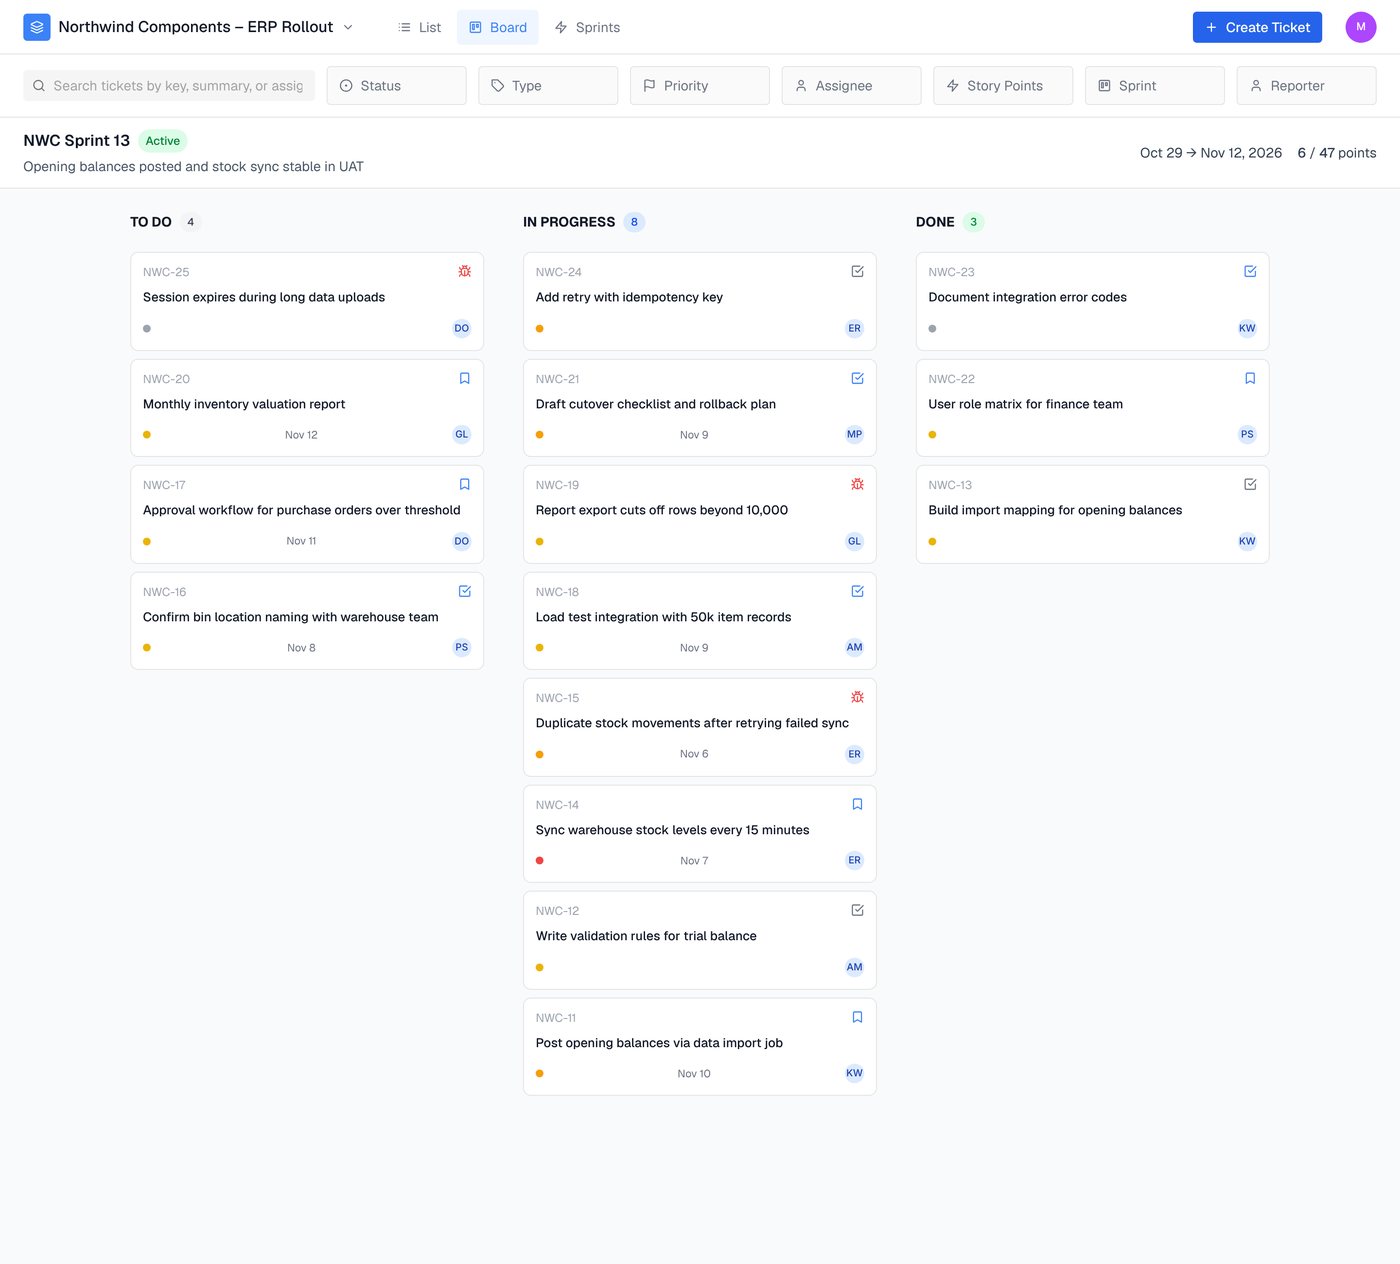 Northwind Components – ERP Rollout
List
Board
Sprints
Create Ticket
M
Search tickets by key, summary, or assig
Status
Type
Priority
Assignee
Story Points
Sprint
Reporter
NWC Sprint 13 Active
Opening balances posted and stock sync stable in UAT
Oct 29 → Nov 12, 2026 6 / 47 points
TO DO 4
NWC-25
Session expires during long data uploads
DO
NWC-20
Monthly inventory valuation report
Nov 12 GL
NWC-17
Approval workflow for purchase orders over threshold
Nov 11 DO
NWC-16
Confirm bin location naming with warehouse team
Nov 8 PS
IN PROGRESS 8
NWC-24
Add retry with idempotency key
ER
NWC-21
Draft cutover checklist and rollback plan
Nov 9 MP
NWC-19
Report export cuts off rows beyond 10,000
GL
NWC-18
Load test integration with 50k item records
Nov 9 AM
NWC-15
Duplicate stock movements after retrying failed sync
Nov 6 ER
NWC-14
Sync warehouse stock levels every 15 minutes
Nov 7 ER
NWC-12
Write validation rules for trial balance
AM
NWC-11
Post opening balances via data import job
Nov 10 KW
DONE 3
NWC-23
Document integration error codes
KW
NWC-22
User role matrix for finance team
PS
NWC-13
Build import mapping for opening balances
KW